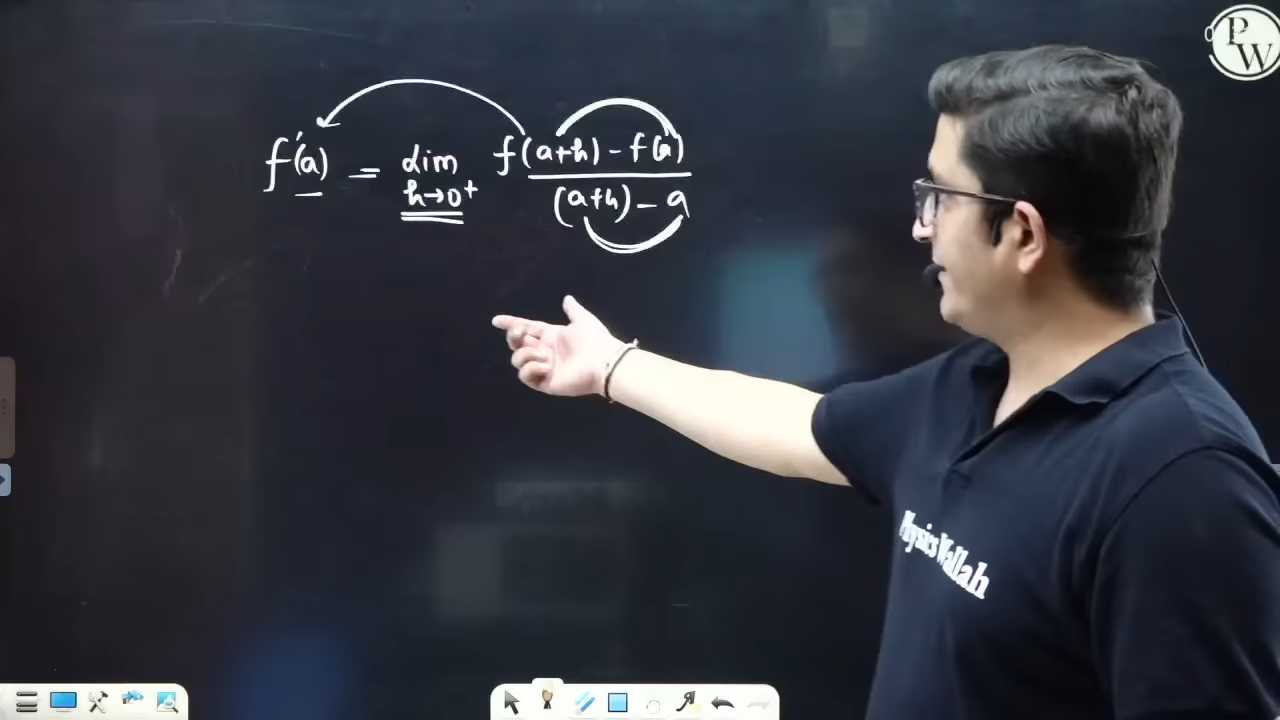 PW
f'(a) = lim f(a+h) - f(a)
h→0⁺ (a+h) - a
Physics Wallah